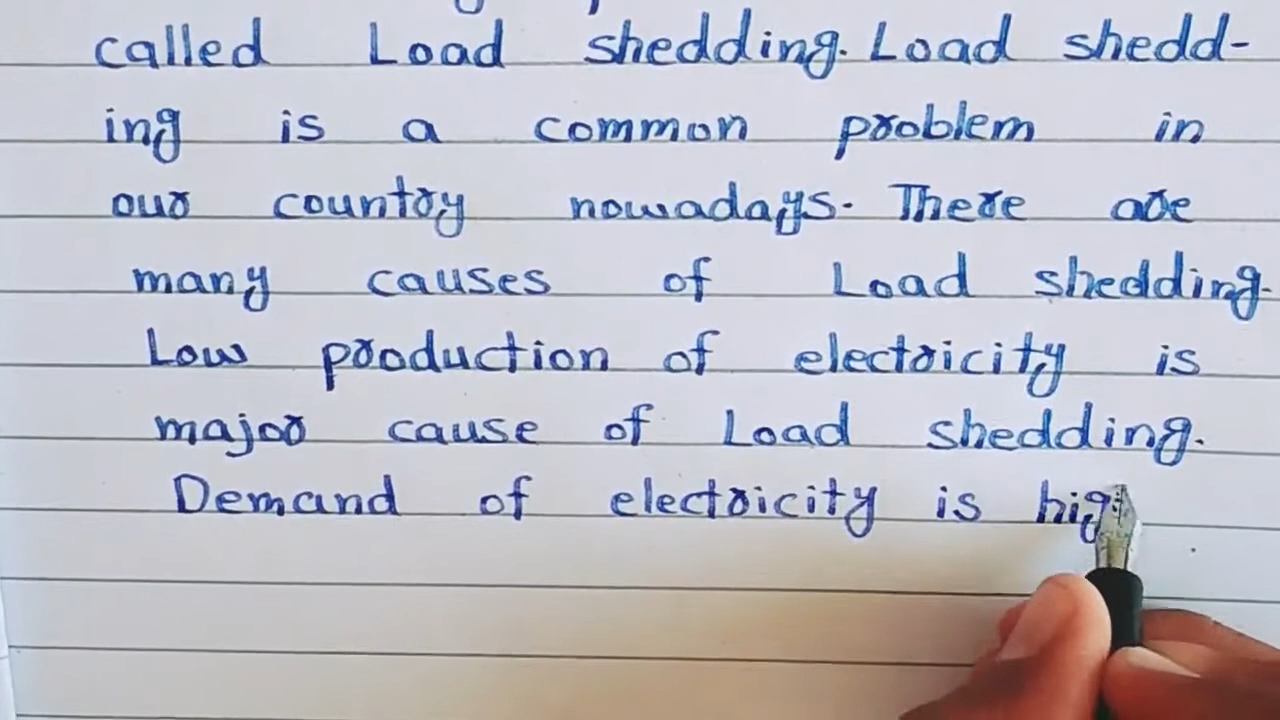 called Load shedding. Load shedd-
ing is a common problem in
our country nowadays. There are
many causes of Load shedding.
Low production of electricity is
major cause of Load shedding.
Demand of electricity is hig